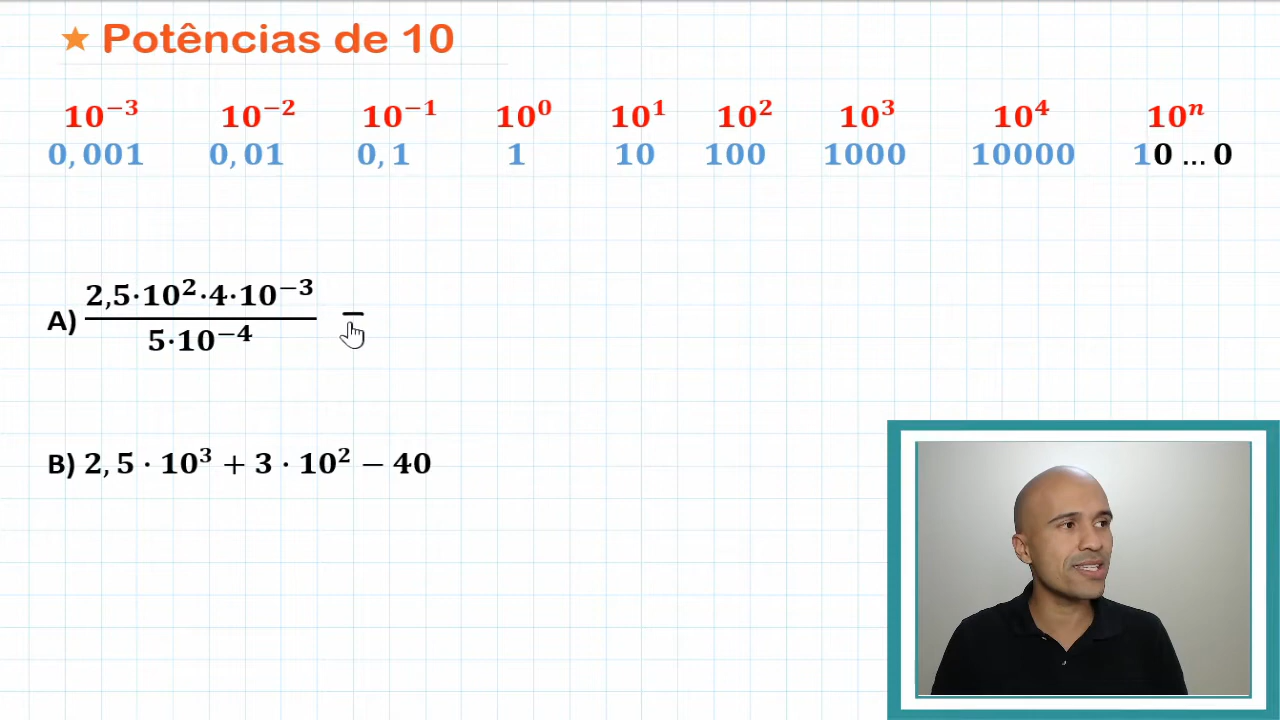 Potências de 10
10⁻³ 10⁻² 10⁻¹ 10⁰ 10¹ 10² 10³ 10⁴ 10ⁿ
0,001 0,01 0,1 1 10 100 1000 10000 10...0
A) 2,5·10²·4·10⁻³
5·10⁻⁴
B) 2,5 · 10³ + 3 · 10² − 40